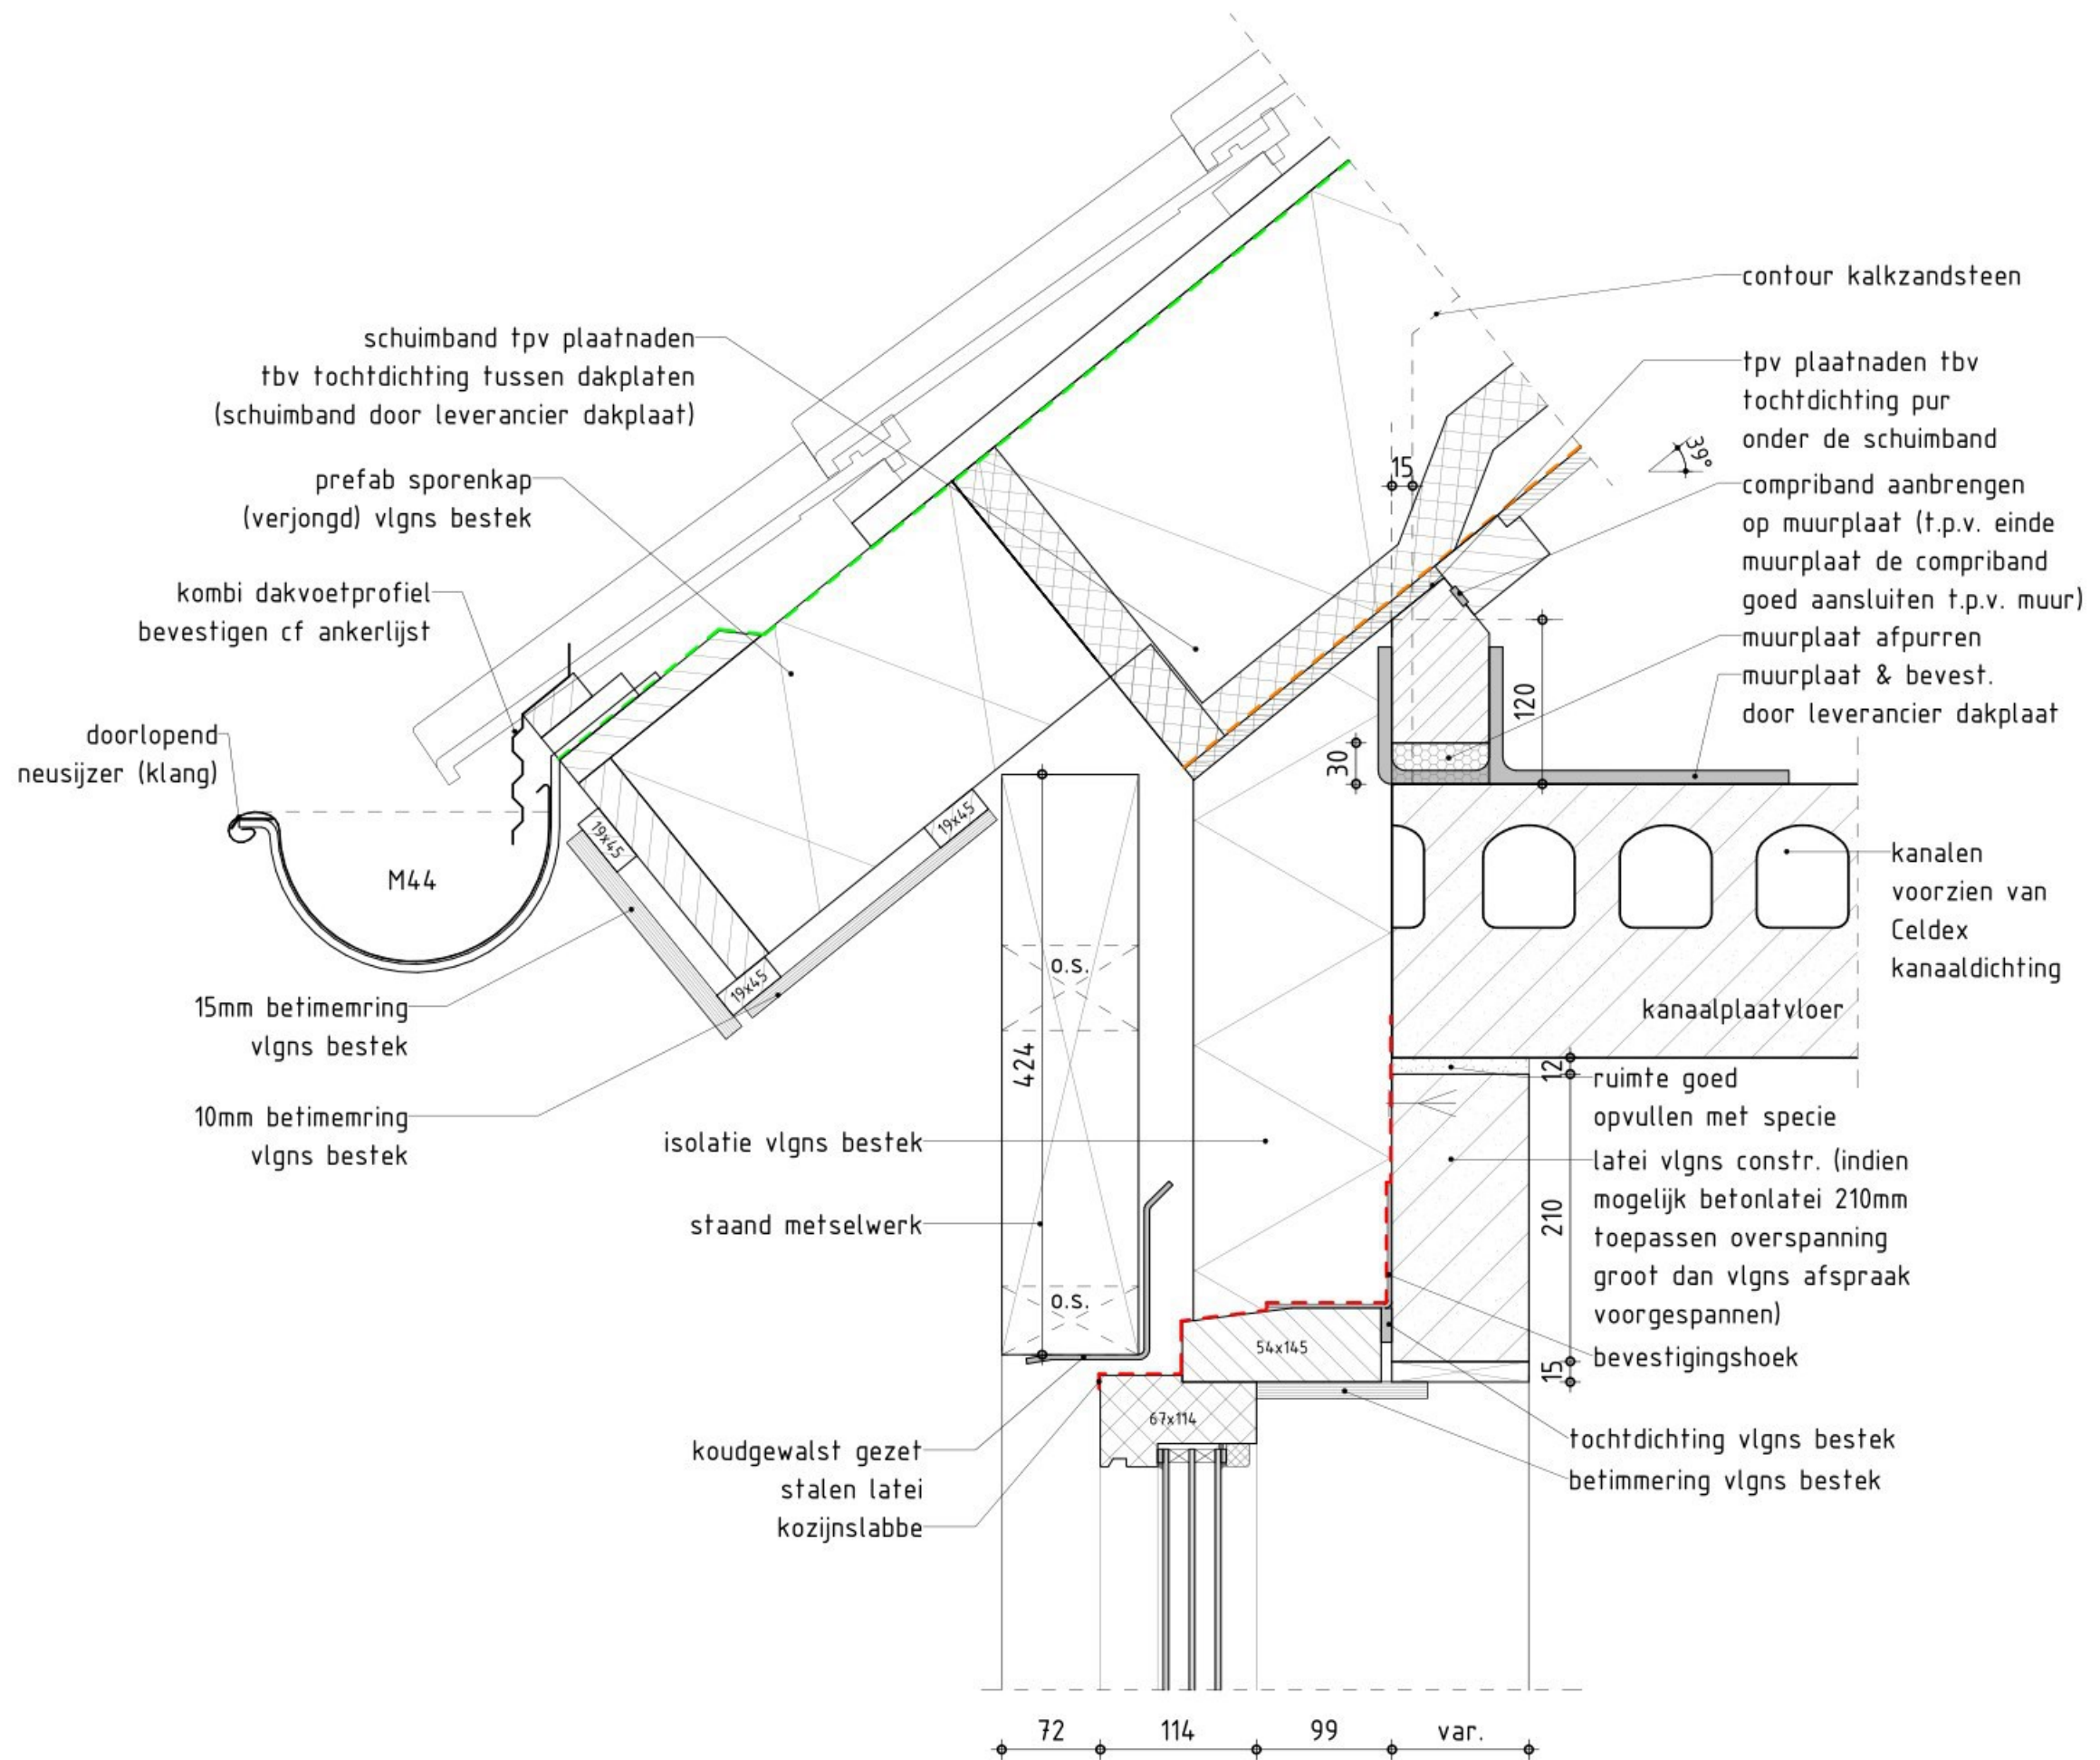 schuimband tpv plaatnaden
tbv tochtdichting tussen dakplaten
(schuimband door leverancier dakplaat)
prefab sporenkap
(verjongd) vlgns bestek
kombi dakvoetprofiel
bevestigen cf ankerlijst
doorlopend
neusijzer (klang)
M44
15mm betimemring
vlgns bestek
10mm betimemring
vlgns bestek
19x45
19x45
19x45
isolatie vlgns bestek
staand metselwerk
koudgewalst gezet
stalen latei
kozijnslabbe
o.s.
424
o.s.
54x145
67x114
contour kalkzandsteen
tpv plaatnaden tbv
tochtdichting pur
onder de schuimband
39°
15
compriband aanbrengen
op muurplaat (t.p.v. einde
muurplaat de compriband
goed aansluiten t.p.v. muur)
muurplaat afpurren
muurplaat & bevest.
door leverancier dakplaat
120
30
kanalen
voorzien van
Celdex
kanaaldichting
kanaalplaatvloer
12
ruimte goed
opvullen met specie
latei vlgns constr. (indien
mogelijk betonlatei 210mm
toepassen overspanning
groot dan vlgns afspraak
voorgespannen)
210
bevestigingshoek
15
tochtdichting vlgns bestek
betimmering vlgns bestek
72 114 99 var.